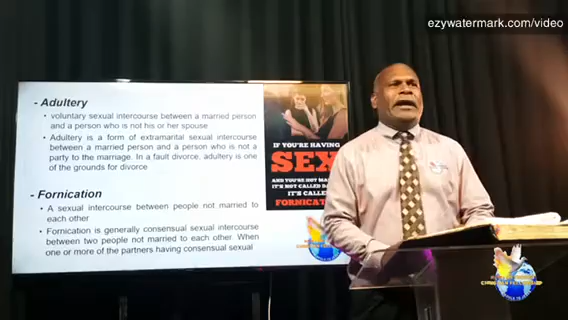 ezywatermark.com/video
- Adultery
• voluntary sexual intercourse between a married person
and a person who is not his or her spouse
• Adultery is a form of extramarital sexual intercourse
between a married person and a person who is not a
party to the marriage. In a fault divorce, adultery is one
of the grounds for divorce
- Fornication
• A sexual intercourse between people not married to
each other
• Fornication is generally consensual sexual intercourse
between two people not married to each other. When
one or more of the partners having consensual sexual
IF YOU'RE HAVING
SEX
AND YOU'RE NOT
IT'S NOT CALLED
IT'S CALLE
FORNICAT